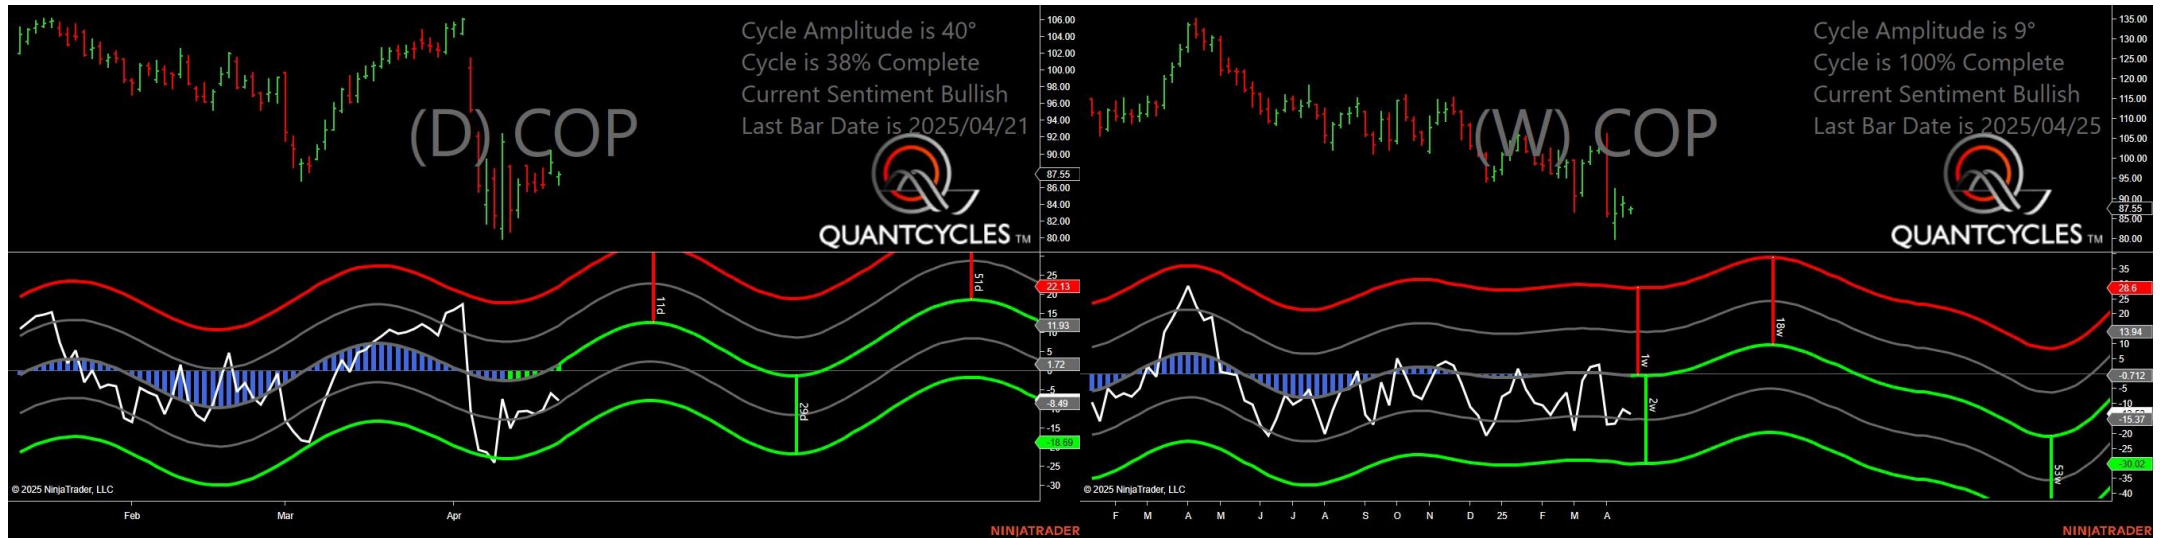 Cycle Amplitude is 40°
Cycle is 38% Complete
Current Sentiment Bullish
Last Bar Date is 2025/04/21
(D) COP
QUANTCYCLES TM
106.00
104.00
102.00
100.00
98.00
96.00
94.00
92.00
90.00
87.55
86.00
84.00
82.00
80.00
11d
29d
51d
25
22.13
20
15
11.93
10
5
1.72
0
-5
-8.49
-10
-15
-18.69
-25
-30
© 2025 NinjaTrader, LLC
Feb Mar Apr
NINJATRADER
Cycle Amplitude is 9°
Cycle is 100% Complete
Current Sentiment Bullish
Last Bar Date is 2025/04/25
(W) COP
QUANTCYCLES TM
135.00
130.00
125.00
120.00
115.00
110.00
105.00
100.00
95.00
90.00
87.55
85.00
80.00
1w
2w
18w
53w
35
28.6
25
20
13.94
10
5
-0.712
-5
-10
-15.37
-20
-25
-30.02
-35
-40
© 2025 NinjaTrader, LLC
F M A M J J A S O N D 25 F M A
NINJATRADER